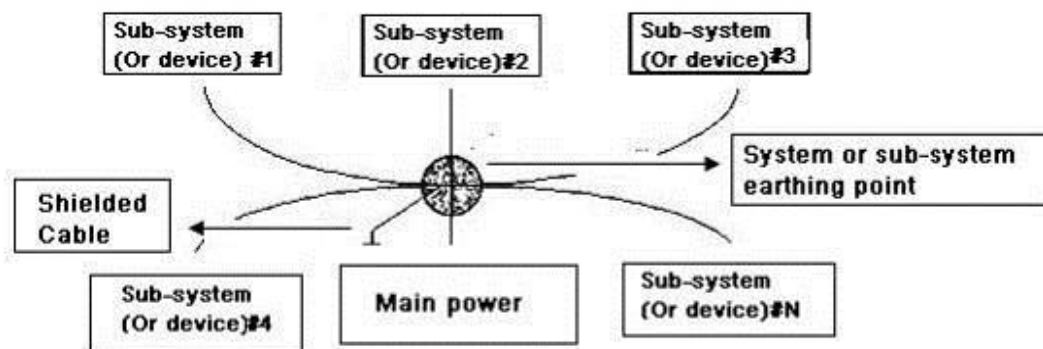 Sub-system
(Or device) #1
Sub-system
(Or device)#2
Sub-system
(Or device)#3
System or sub-system
earthing point
Shielded
Cable
Sub-system
(Or device)#4
Main power
Sub-system
(Or device)#N